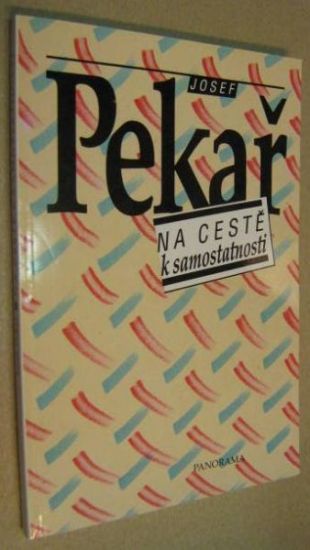 JOSEF
Pekař
NA CESTĚ
k samostatnosti
PANORAMA